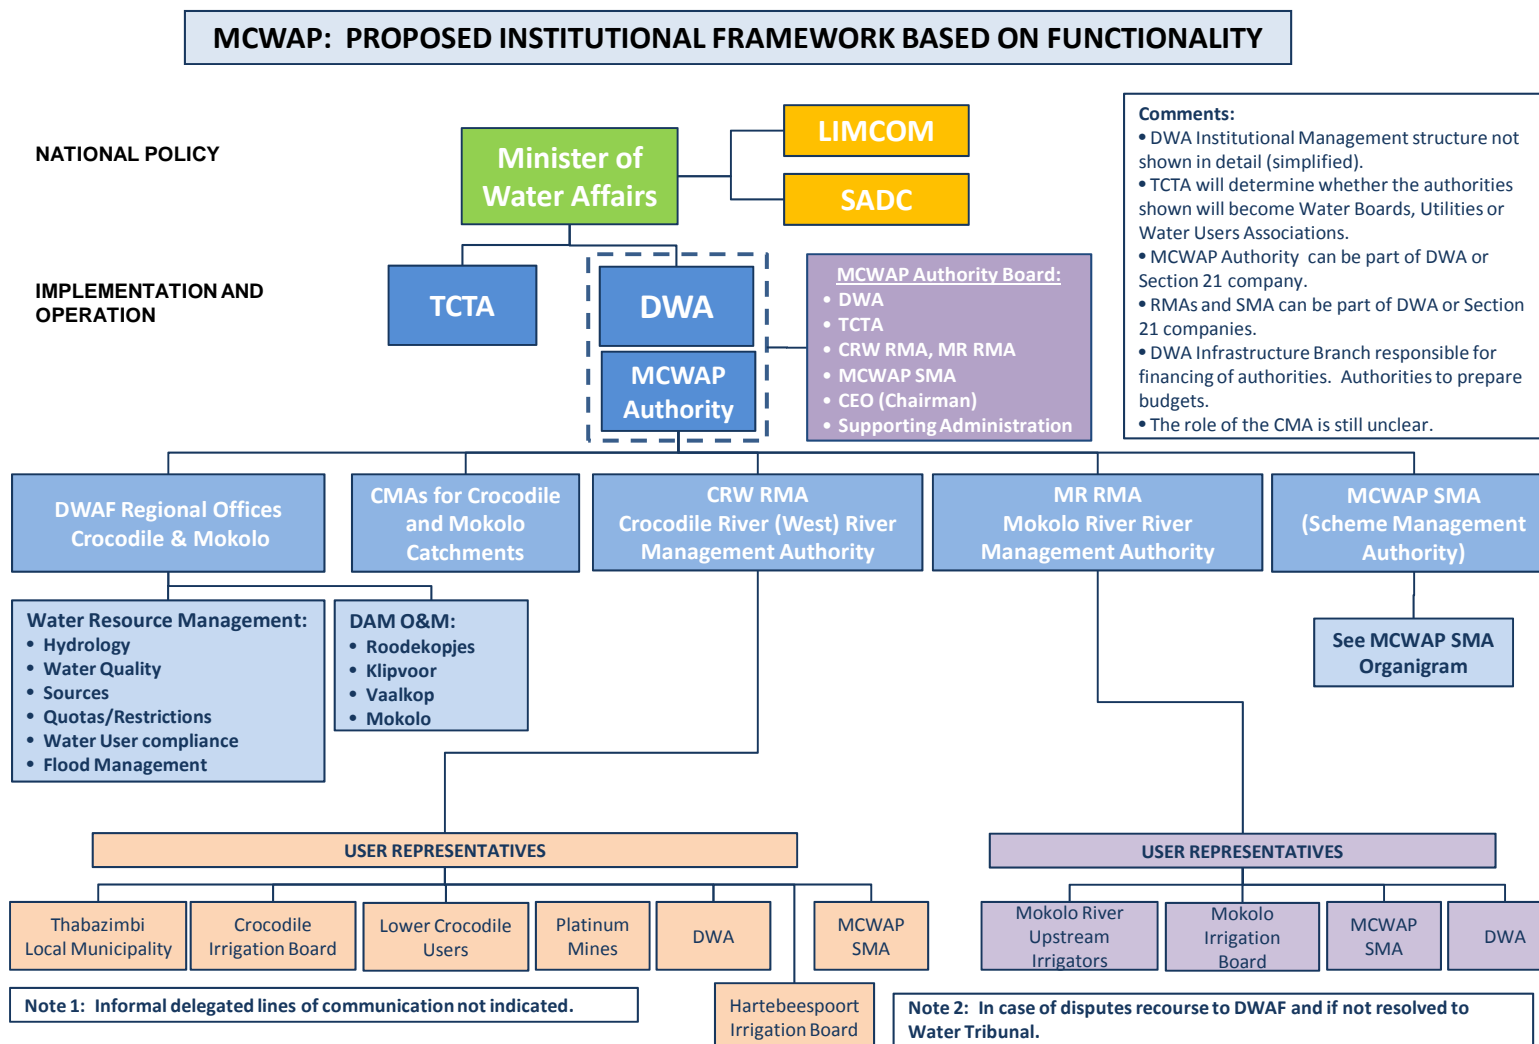 MCWAP: PROPOSED INSTITUTIONAL FRAMEWORK BASED ON FUNCTIONALITY
NATIONAL POLICY
Minister of
Water Affairs
LIMCOM
SADC
Comments:
• DWA Institutional Management structure not
shown in detail (simplified).
• TCTA will determine whether the authorities
shown will become Water Boards, Utilities or
Water Users Associations.
• MCWAP Authority can be part of DWA or
Section 21 company.
• RMAs and SMA can be part of DWA or Section
21 companies.
• DWA Infrastructure Branch responsible for
financing of authorities. Authorities to prepare
budgets.
• The role of the CMA is still unclear.
IMPLEMENTATION AND
OPERATION
TCTA
DWA
MCWAP
Authority
MCWAP Authority Board:
• DWA
• TCTA
• CRW RMA, MR RMA
• MCWAP SMA
• CEO (Chairman)
• Supporting Administration
DWAF Regional Offices
Crocodile & Mokolo
CMAs for Crocodile
and Mokolo
Catchments
CRW RMA
Crocodile River (West) River
Management Authority
MR RMA
Mokolo River River
Management Authority
MCWAP SMA
(Scheme Management
Authority)
Water Resource Management:
• Hydrology
• Water Quality
• Sources
• Quotas/Restrictions
• Water User compliance
• Flood Management
DAM O&M:
• Roodekopjes
• Klipvoor
• Vaalkop
• Mokolo
See MCWAP SMA
Organigram
USER REPRESENTATIVES
Thabazimbi
Local Municipality
Crocodile
Irrigation Board
Lower Crocodile
Users
Platinum
Mines
DWA
MCWAP
SMA
Hartebeespoort
Irrigation Board
USER REPRESENTATIVES
Mokolo River
Upstream
Irrigators
Mokolo
Irrigation
Board
MCWAP
SMA
DWA
Note 1: Informal delegated lines of communication not indicated.
Note 2: In case of disputes recourse to DWAF and if not resolved to
Water Tribunal.